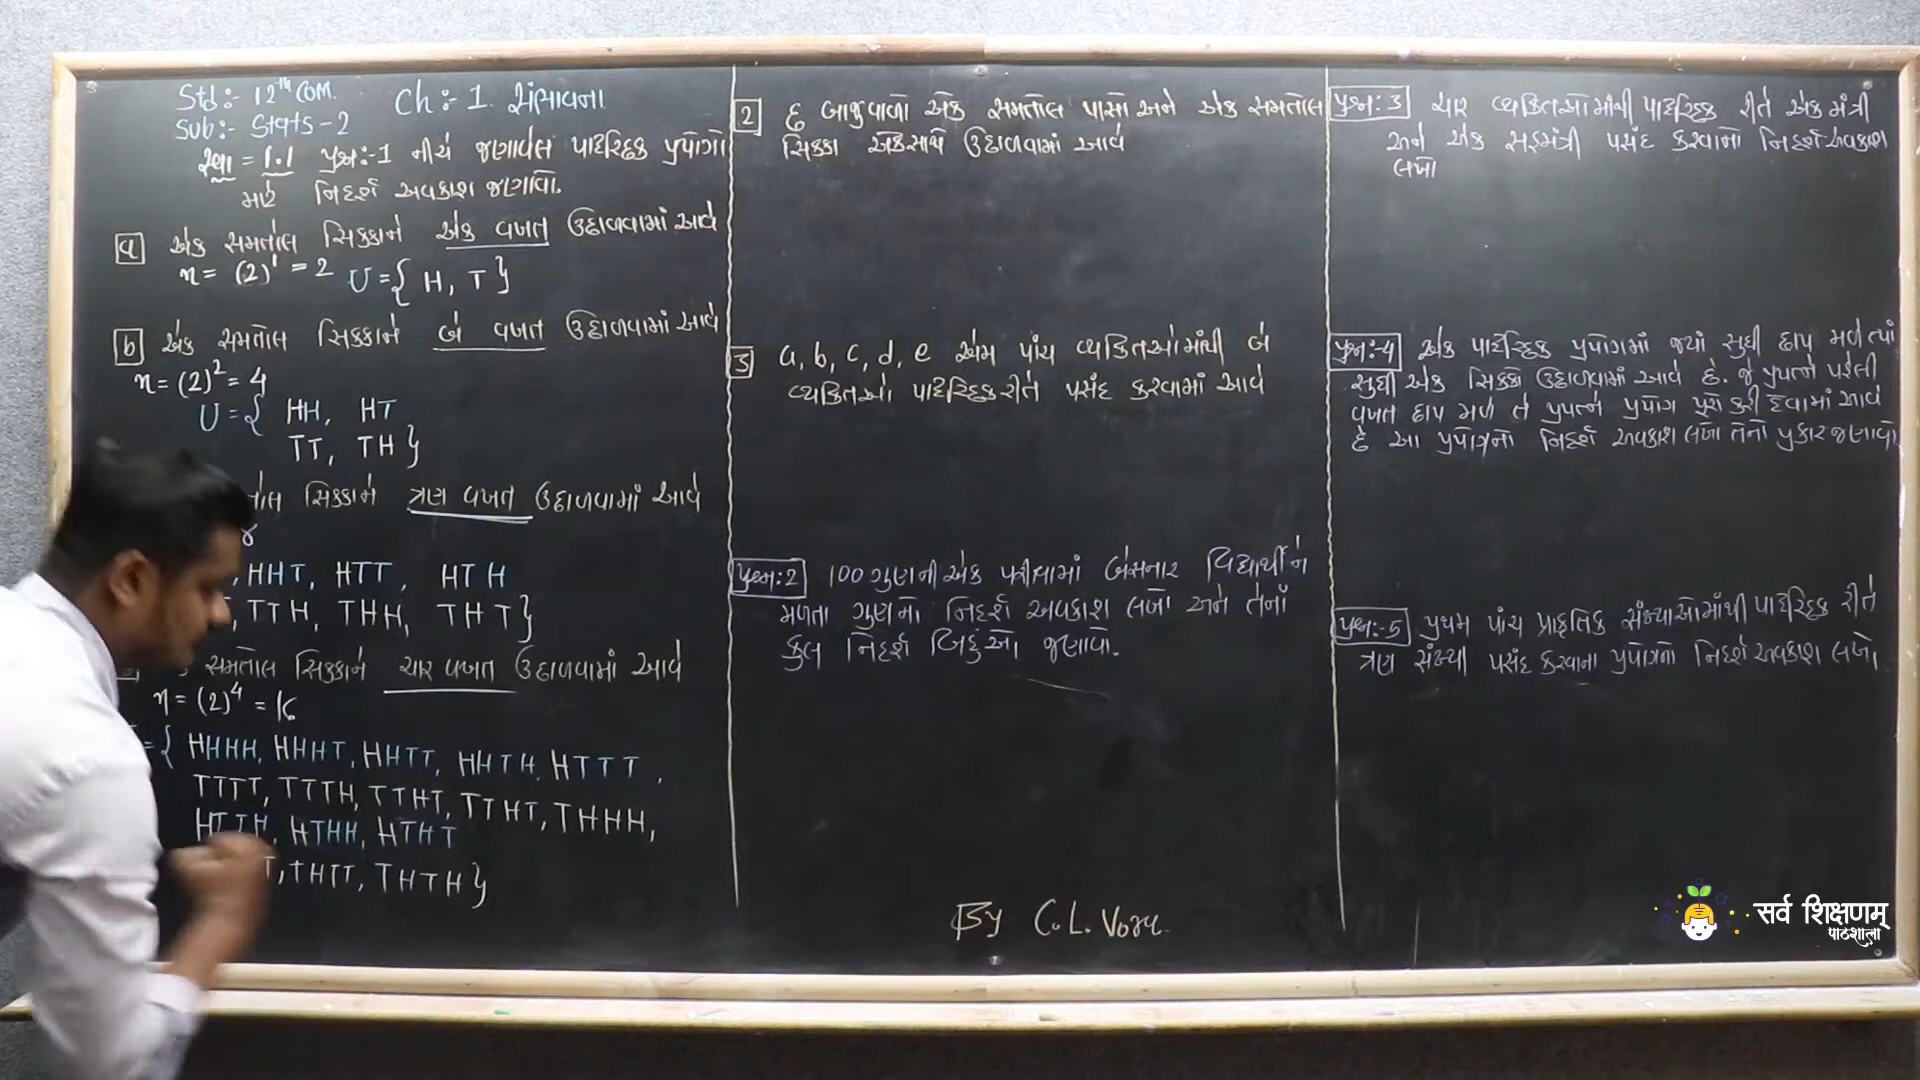 Std:- 12th COM.
Sub:- Stats-2
Ch:- 1. સંભાવના
સ્વા = 1.1 પ્રશ્ન:-1 નીચે જણાવેલ યાદૃચ્છિક પ્રયોગો
માટે નિદર્શ અવકાશ જણાવો.
a એક સમતોલ સિક્કાને એક વખત ઉછાળવામાં આવે
n = (2)¹ = 2 U = { H, T }
b એક સમતોલ સિક્કાને બે વખત ઉછાળવામાં આવે
n = (2)² = 4
U = { HH, HT
TT, TH }
સિક્કાને ત્રણ વખત ઉછાળવામાં આવે
, HHT, HTT, HTH
, TTH, THH, THT }
સમતોલ સિક્કાને ચાર વખત ઉછાળવામાં આવે
n = (2)⁴ = 16
= { HHHH, HHHT, HHTT, HHTH, HTTT,
TTTT, TTTH, TTHT, TTHT, THHH,
HTTH, HTHH, HTHT
T, THTT, THTH }
2 ૬ બાજુવાળો એક સમતોલ પાસો અને એક સમતોલ
સિક્કા એકસાથે ઉછાળવામાં આવે
3 a, b, c, d, e એમ પાંચ વ્યક્તિઓમાંથી બે
વ્યક્તિઓ યાદૃચ્છિક રીતે પસંદ કરવામાં આવે
પ્રશ્ન:2 100 ગુણની એક પરીક્ષામાં બેસનાર વિદ્યાર્થીને
મળતા ગુણનો નિદર્શ અવકાશ લખો અને તેનાં
કુલ નિદર્શ બિંદુઓ જણાવો.
By C.L. Vora.
પ્રશ્ન:3 ચાર વ્યક્તિઓમાંથી યાદૃચ્છિક રીતે એક મંત્રી
અને એક સહમંત્રી પસંદ કરવાના નિદર્શ અવકાશ
લખો
પ્રશ્ન:-4 એક યાદૃચ્છિક પ્રયોગમાં જ્યાં સુધી છાપ મળે ત્યાં
સુધી એક સિક્કો ઉછાળવામાં આવે છે. જે પ્રયત્ને પહેલી
વખત છાપ મળે તે પ્રયત્ને પ્રયોગ પૂરો કરી દેવામાં આવે
છે આ પ્રયોગનો નિદર્શ અવકાશ લખો તેનો પ્રકાર જણાવો
પ્રશ્ન:-5 પ્રથમ પાંચ પ્રાકૃતિક સંખ્યાઓમાંથી યાદૃચ્છિક રીતે
ત્રણ સંખ્યા પસંદ કરવાના પ્રયોગનો નિદર્શ અવકાશ લખો
सर्व शिक्षणम्
पाठशाला